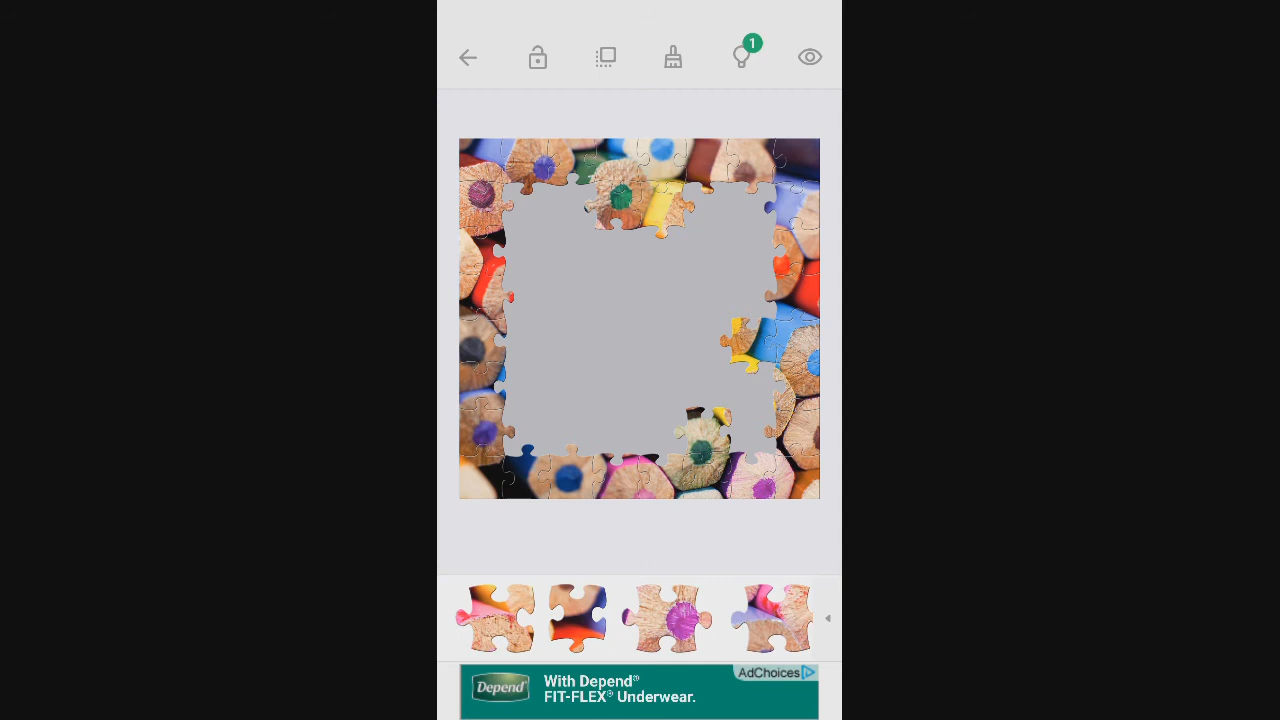 1
Depend®
With Depend®
FIT-FLEX® Underwear.
AdChoices